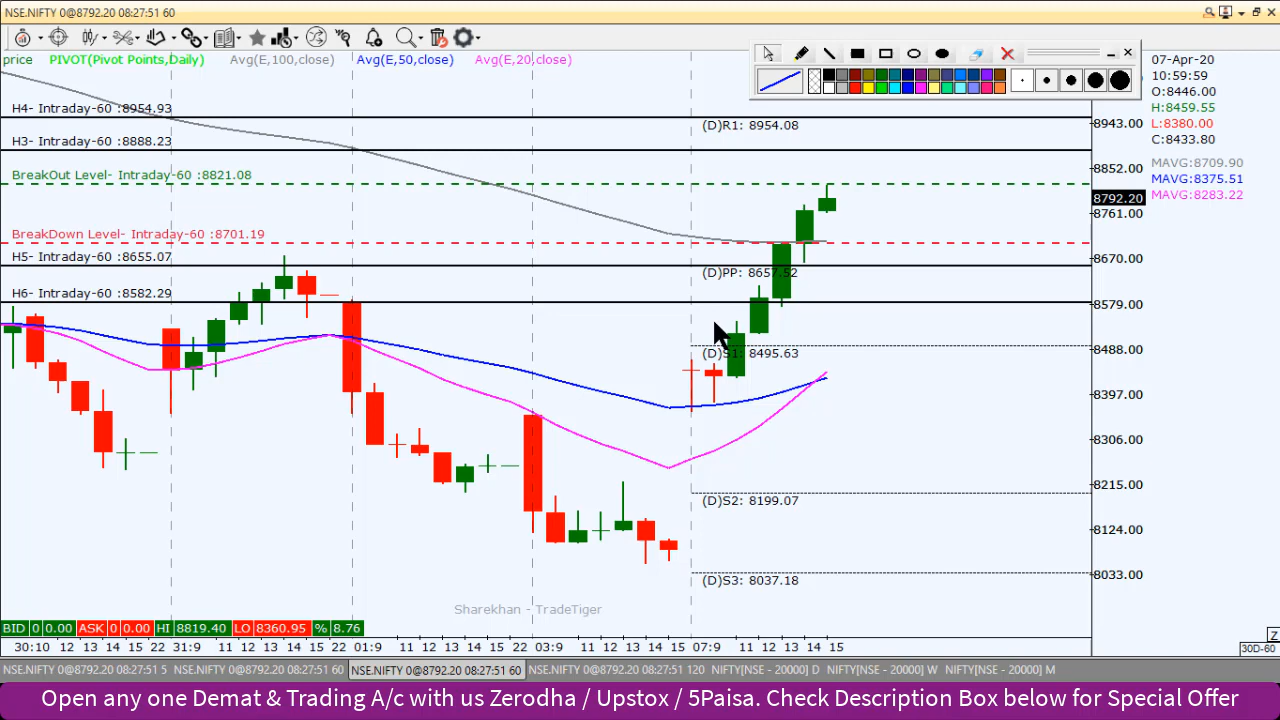 NSE.NIFTY 0@8792.20 08:27:51 60
price PIVOT(Pivot Points,Daily) Avg(E,100,close) Avg(E,50,close) Avg(E,20,close)
07-Apr-20
10:59:59
O:8446.00
H:8459.55
L:8380.00
C:8433.80
MAVG:8709.90
MAVG:8375.51
MAVG:8283.22
H4- Intraday-60 :8954.93
(D)R1: 8954.08
H3- Intraday-60 :8888.23
BreakOut Level- Intraday-60 :8821.08
BreakDown Level- Intraday-60 :8701.19
H5- Intraday-60 :8655.07
(D)PP: 8657.52
H6- Intraday-60 :8582.29
(D)S1: 8495.63
(D)S2: 8199.07
(D)S3: 8037.18
8943.00
8852.00
8792.20
8761.00
8670.00
8579.00
8488.00
8397.00
8306.00
8215.00
8124.00
8033.00
Sharekhan - TradeTiger
BID 0 0.00 ASK 0 0.00 HI 8819.40 LO 8360.95 % 8.76
Z
30:10 12 13 14 15 22 31:9 11 12 13 14 15 22 01:9 11 12 13 14 15 22 03:9 11 12 13 14 15 22 07:9 11 12 13 14 15
30D-60
NSE.NIFTY 0@8792.20 08:27:51 5 NSE.NIFTY 0@8792.20 08:27:51 60 NSE.NIFTY 0@8792.20 08:27:51 60 NSE.NIFTY 0@8792.20 08:27:51 120 NIFTY[NSE - 20000] D NIFTY[NSE - 20000] W NIFTY[NSE - 20000] M
Open any one Demat & Trading A/c with us Zerodha / Upstox / 5Paisa. Check Description Box below for Special Offer